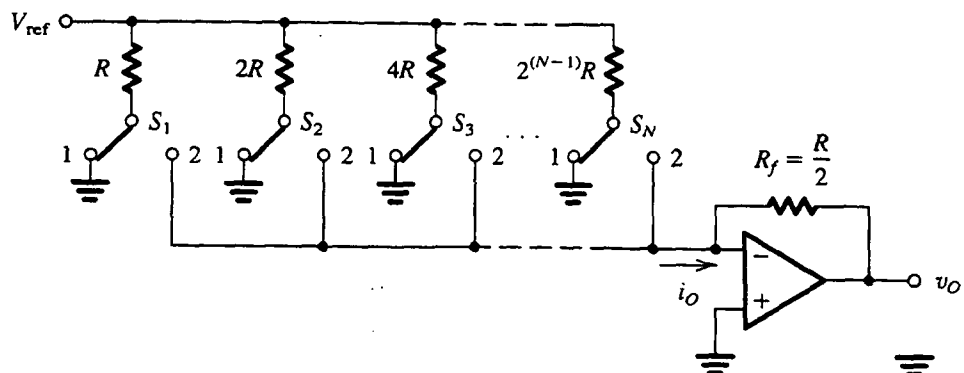 V_ref
R
2R
4R
2^(N−1)R
S_1
S_2
S_3
. . .
S_N
1
2
1
2
1
2
1
2
R_f = R/2
−
+
i_O
v_O